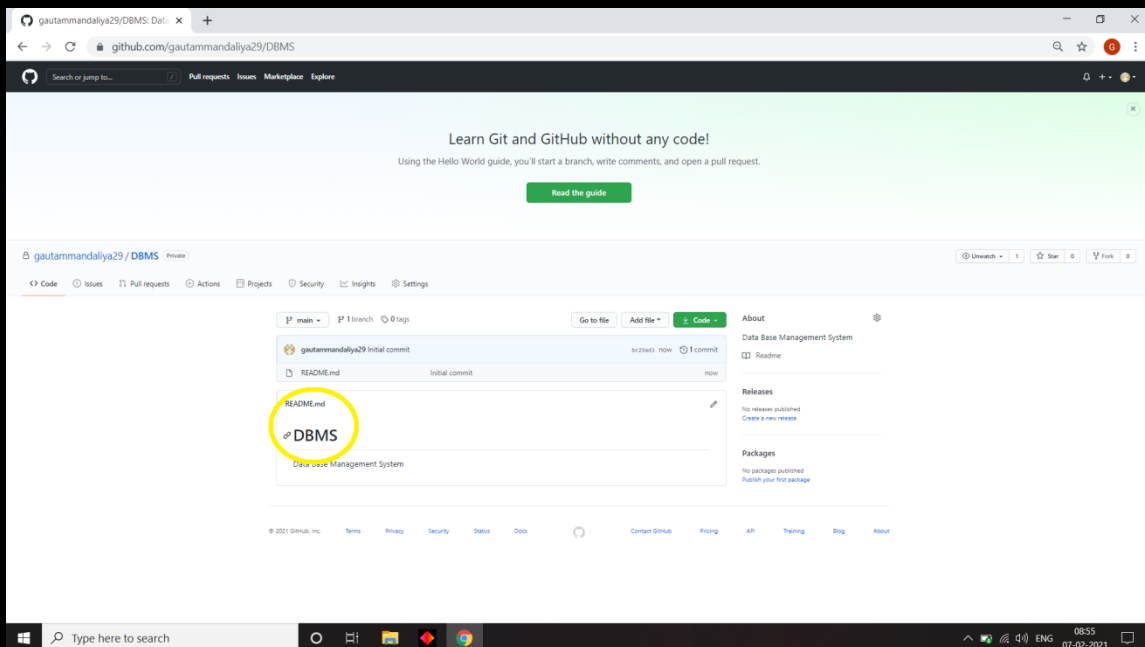 gautammandaliya29/DBMS: Data
github.com/gautammandaliya29/DBMS
G
Search or jump to... / Pull requests Issues Marketplace Explore
Learn Git and GitHub without any code!
Using the Hello World guide, you'll start a branch, write comments, and open a pull request.
Read the guide
gautammandaliya29 / DBMS Private
Unwatch 1 Star 0 Fork 0
Code Issues Pull requests Actions Projects Security Insights Settings
main 1 branch 0 tags Go to file Add file Code
gautammandaliya29 Initial commit now 1 commit
README.md Initial commit now
README.md
DBMS
Data Base Management System
About
Data Base Management System
Readme
Releases
No releases published
Create a new release
Packages
No packages published
Publish your first package
© 2021 GitHub, Inc. Terms Privacy Security Status Docs Contact GitHub Pricing API Training Blog About
Type here to search
ENG
08:55
07-02-2021